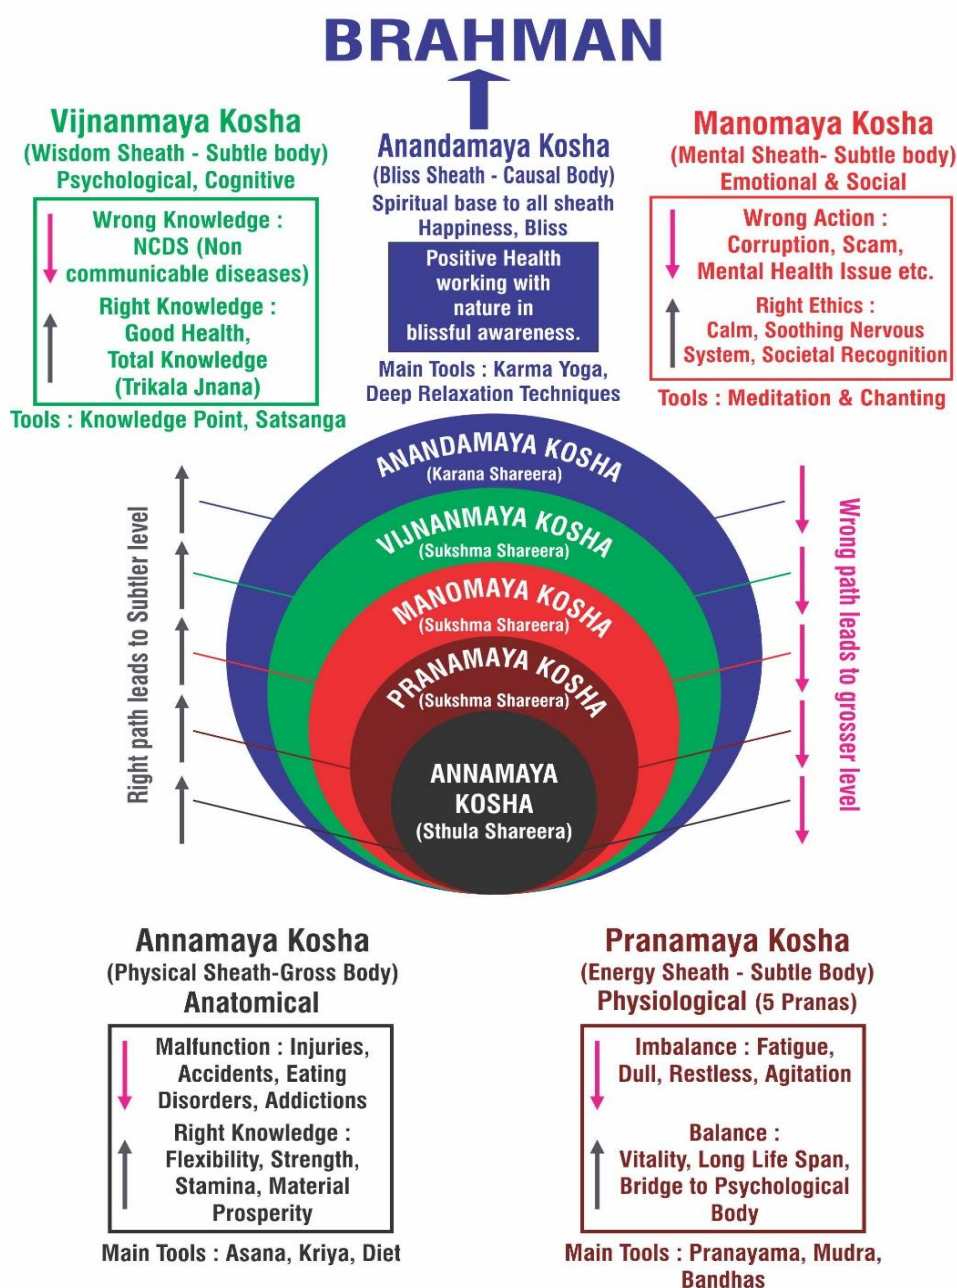 BRAHMAN
Vijnanmaya Kosha
(Wisdom Sheath - Subtle body)
Psychological, Cognitive
Wrong Knowledge :
NCDS (Non
communicable diseases)
Right Knowledge :
Good Health,
Total Knowledge
(Trikala Jnana)
Tools : Knowledge Point, Satsanga
Anandamaya Kosha
(Bliss Sheath - Causal Body)
Spiritual base to all sheath
Happiness, Bliss
Positive Health
working with
nature in
blissful awareness.
Main Tools : Karma Yoga,
Deep Relaxation Techniques
Manomaya Kosha
(Mental Sheath- Subtle body)
Emotional & Social
Wrong Action :
Corruption, Scam,
Mental Health Issue etc.
Right Ethics :
Calm, Soothing Nervous
System, Societal Recognition
Tools : Meditation & Chanting
Right path leads to Subtler level
ANANDAMAYA KOSHA
(Karana Shareera)
VIJNANMAYA KOSHA
(Sukshma Shareera)
MANOMAYA KOSHA
(Sukshma Shareera)
PRANAMAYA KOSHA
(Sukshma Shareera)
ANNAMAYA
KOSHA
(Sthula Shareera)
Wrong path leads to grosser level
Annamaya Kosha
(Physical Sheath-Gross Body)
Anatomical
Malfunction : Injuries,
Accidents, Eating
Disorders, Addictions
Right Knowledge :
Flexibility, Strength,
Stamina, Material
Prosperity
Main Tools : Asana, Kriya, Diet
Pranamaya Kosha
(Energy Sheath - Subtle Body)
Physiological (5 Pranas)
Imbalance : Fatigue,
Dull, Restless, Agitation
Balance :
Vitality, Long Life Span,
Bridge to Psychological
Body
Main Tools : Pranayama, Mudra,
Bandhas